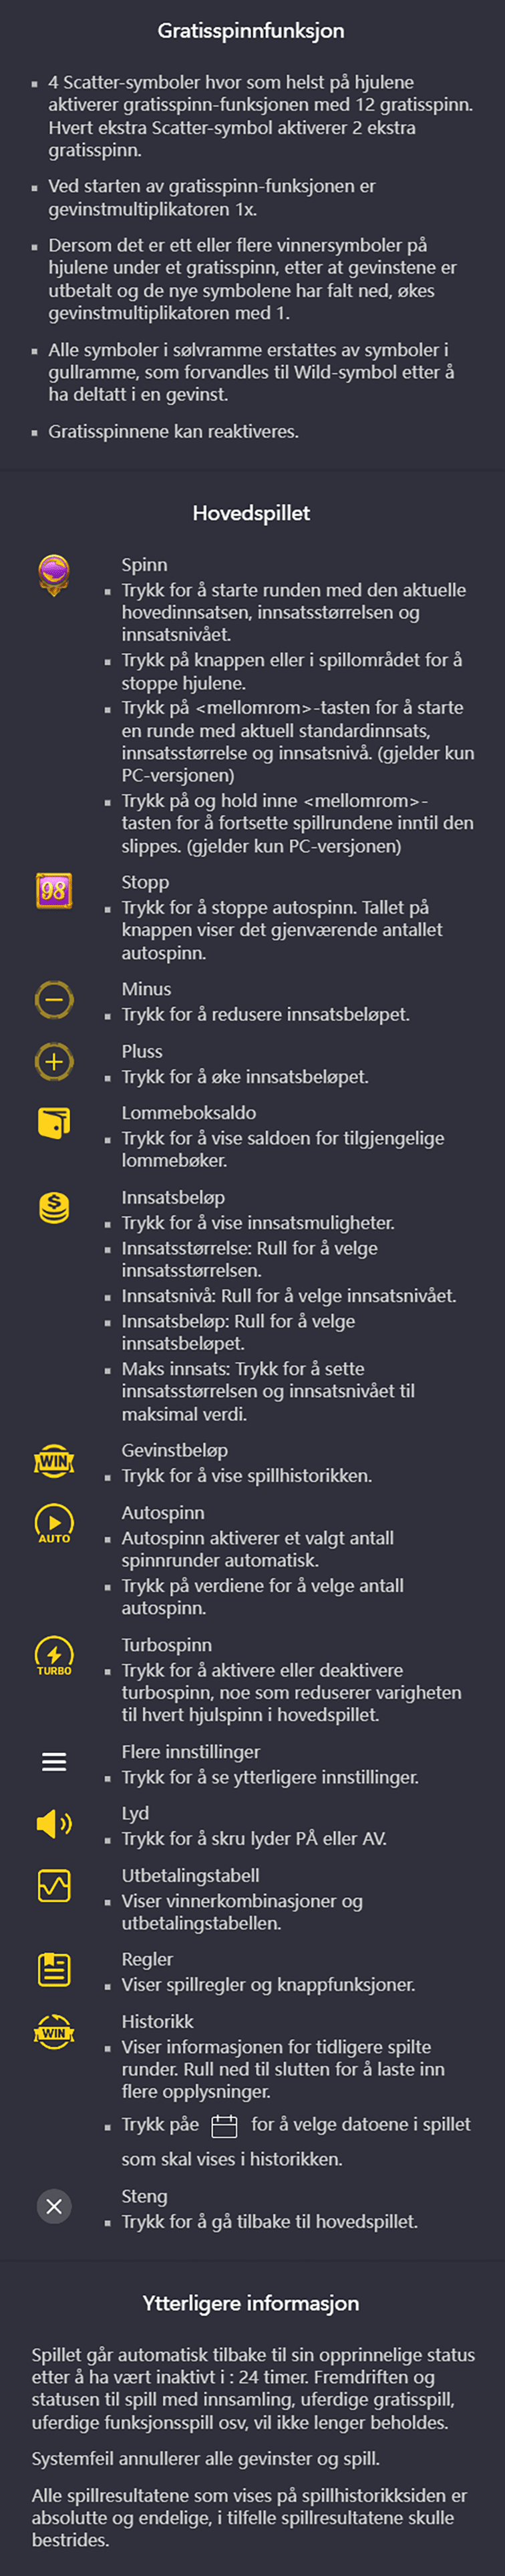 Gratisspinnfunksjon
▪ 4 Scatter-symboler hvor som helst på hjulene
aktiverer gratisspinn-funksjonen med 12 gratisspinn.
Hvert ekstra Scatter-symbol aktiverer 2 ekstra
gratisspinn.
▪ Ved starten av gratisspinn-funksjonen er
gevinstmultiplikatoren 1x.
▪ Dersom det er ett eller flere vinnersymboler på
hjulene under et gratisspinn, etter at gevinstene er
utbetalt og de nye symbolene har falt ned, økes
gevinstmultiplikatoren med 1.
▪ Alle symboler i sølvramme erstattes av symboler i
gullramme, som forvandles til Wild-symbol etter å
ha deltatt i en gevinst.
▪ Gratisspinnene kan reaktiveres.
Hovedspillet
Spinn
▪ Trykk for å starte runden med den aktuelle
hovedinnsatsen, innsatsstørrelsen og
innsatsnivået.
▪ Trykk på knappen eller i spillområdet for å
stoppe hjulene.
▪ Trykk på <mellomrom>-tasten for å starte
en runde med aktuell standardinnsats,
innsatsstørrelse og innsatsnivå. (gjelder kun
PC-versjonen)
▪ Trykk på og hold inne <mellomrom>-
tasten for å fortsette spillrundene inntil den
slippes. (gjelder kun PC-versjonen)
98 Stopp
▪ Trykk for å stoppe autospinn. Tallet på
knappen viser det gjenværende antallet
autospinn.
Minus
▪ Trykk for å redusere innsatsbeløpet.
Pluss
▪ Trykk for å øke innsatsbeløpet.
Lommeboksaldo
▪ Trykk for å vise saldoen for tilgjengelige
lommebøker.
Innsatsbeløp
▪ Trykk for å vise innsatsmuligheter.
▪ Innsatsstørrelse: Rull for å velge
innsatsstørrelsen.
▪ Innsatsnivå: Rull for å velge innsatsnivået.
▪ Innsatsbeløp: Rull for å velge
innsatsbeløpet.
▪ Maks innsats: Trykk for å sette
innsatsstørrelsen og innsatsnivået til
maksimal verdi.
WIN Gevinstbeløp
▪ Trykk for å vise spillhistorikken.
AUTO Autospinn
▪ Autospinn aktiverer et valgt antall
spinnrunder automatisk.
▪ Trykk på verdiene for å velge antall
autospinn.
TURBO Turbospinn
▪ Trykk for å aktivere eller deaktivere
turbospinn, noe som reduserer varigheten
til hvert hjulspinn i hovedspillet.
Flere innstillinger
▪ Trykk for å se ytterligere innstillinger.
Lyd
▪ Trykk for å skru lyder PÅ eller AV.
Utbetalingstabell
▪ Viser vinnerkombinasjoner og
utbetalingstabellen.
Regler
▪ Viser spillregler og knappfunksjoner.
WIN Historikk
▪ Viser informasjonen for tidligere spilte
runder. Rull ned til slutten for å laste inn
flere opplysninger.
▪ Trykk påe for å velge datoene i spillet
som skal vises i historikken.
Steng
▪ Trykk for å gå tilbake til hovedspillet.
Ytterligere informasjon
Spillet går automatisk tilbake til sin opprinnelige status
etter å ha vært inaktivt i : 24 timer. Fremdriften og
statusen til spill med innsamling, uferdige gratisspill,
uferdige funksjonsspill osv, vil ikke lenger beholdes.
Systemfeil annullerer alle gevinster og spill.
Alle spillresultatene som vises på spillhistorikksiden er
absolutte og endelige, i tilfelle spillresultatene skulle
bestrides.